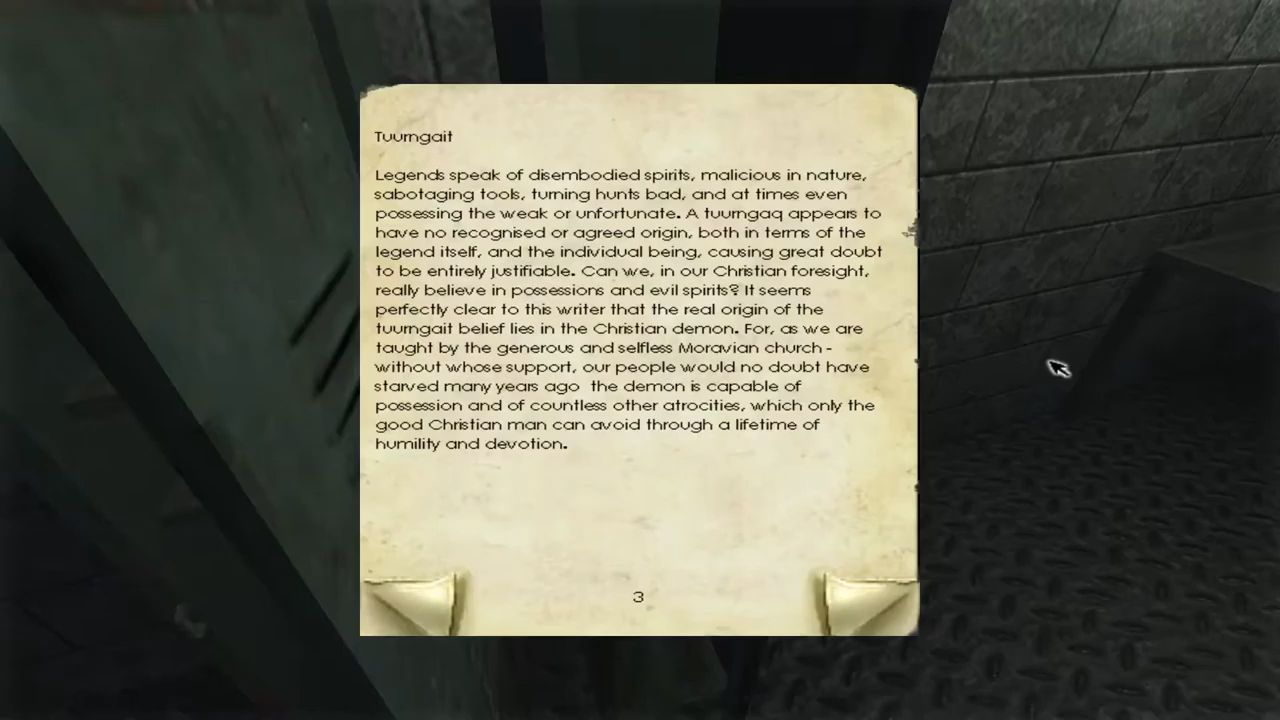 Tuurngait
Legends speak of disembodied spirits, malicious in nature,
sabotaging tools, turning hunts bad, and at times even
possessing the weak or unfortunate. A tuurngaq appears to
have no recognised or agreed origin, both in terms of the
legend itself, and the individual being, causing great doubt
to be entirely justifiable. Can we, in our Christian foresight,
really believe in possessions and evil spirits? It seems
perfectly clear to this writer that the real origin of the
tuurngait belief lies in the Christian demon. For, as we are
taught by the generous and selfless Moravian church -
without whose support, our people would no doubt have
starved many years ago  the demon is capable of
possession and of countless other atrocities, which only the
good Christian man can avoid through a lifetime of
humility and devotion.
3